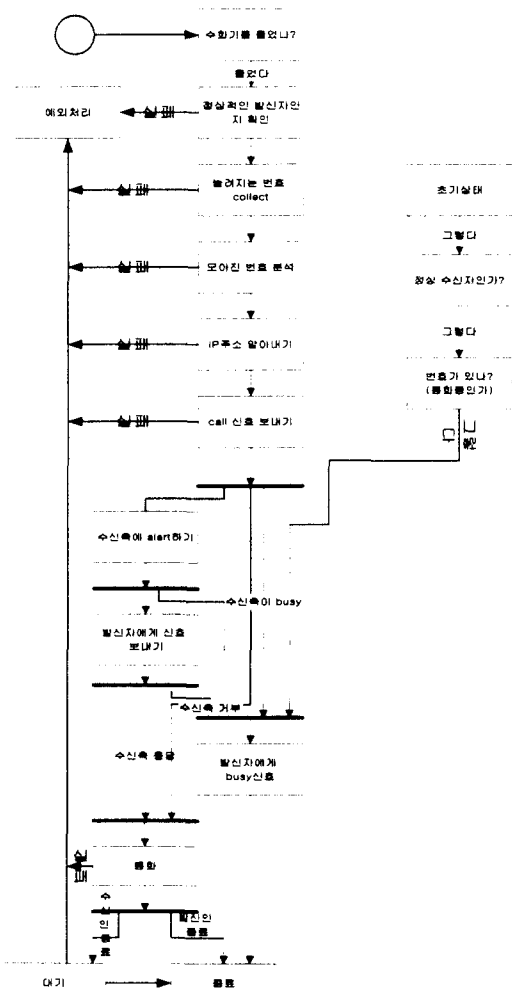 수화기를 들었나?
들었다
예외처리
실패
정상적인 발신자인
지 확인
실패
눌려지는 번호
collect
초기상태
그렇다
실패
모아진 번호 분석
정상 수신자인가?
그렇다
실패
IP주소 알아내기
번호가 있나?
(통화중인가)
실패
call 신호 보내기
그렇다
수신측에 alert하기
수신측이 busy
발신자에게 신호
보내기
수신측 거부
수신측 응답
발신자에게
busy신호
실패
통화
수신인 종료
발신인
종료
대기
종료